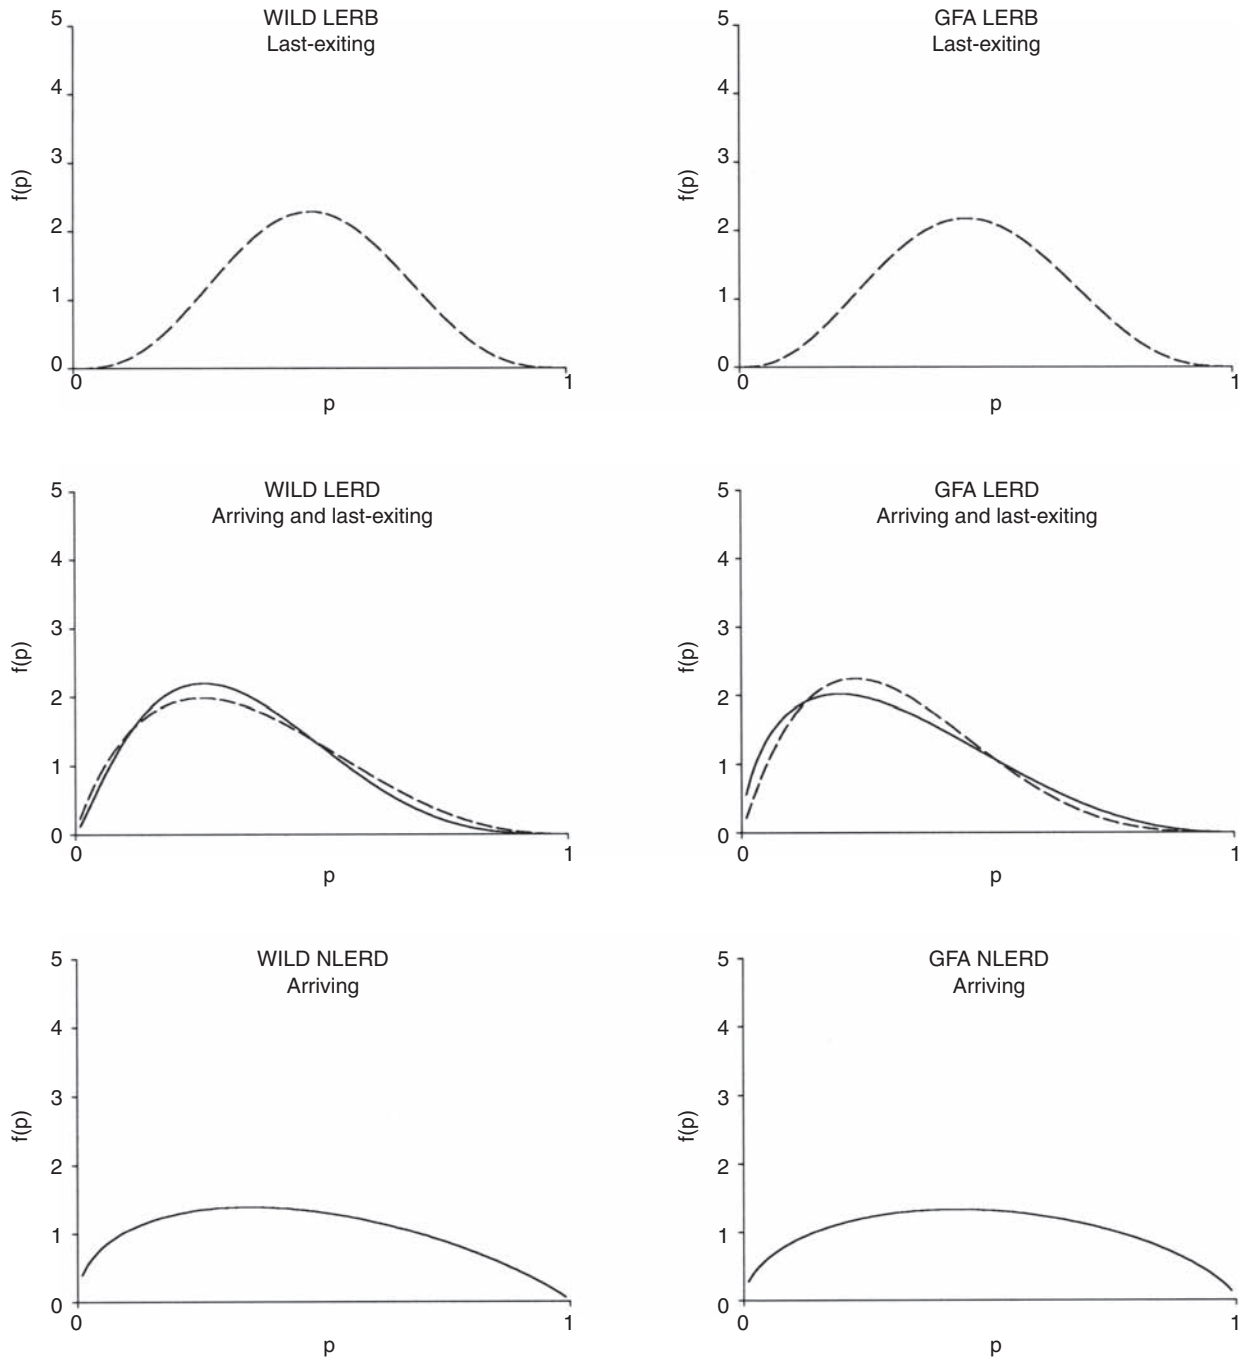 WILD LERB
Last-exiting
5
4
3
2
1
0
f(p)
0
1
p
GFA LERB
Last-exiting
5
4
3
2
1
0
f(p)
0
1
p
WILD LERD
Arriving and last-exiting
5
4
3
2
1
0
f(p)
0
1
p
GFA LERD
Arriving and last-exiting
5
4
3
2
1
0
f(p)
0
1
p
WILD NLERD
Arriving
5
4
3
2
1
0
f(p)
0
1
p
GFA NLERD
Arriving
5
4
3
2
1
0
f(p)
0
1
p